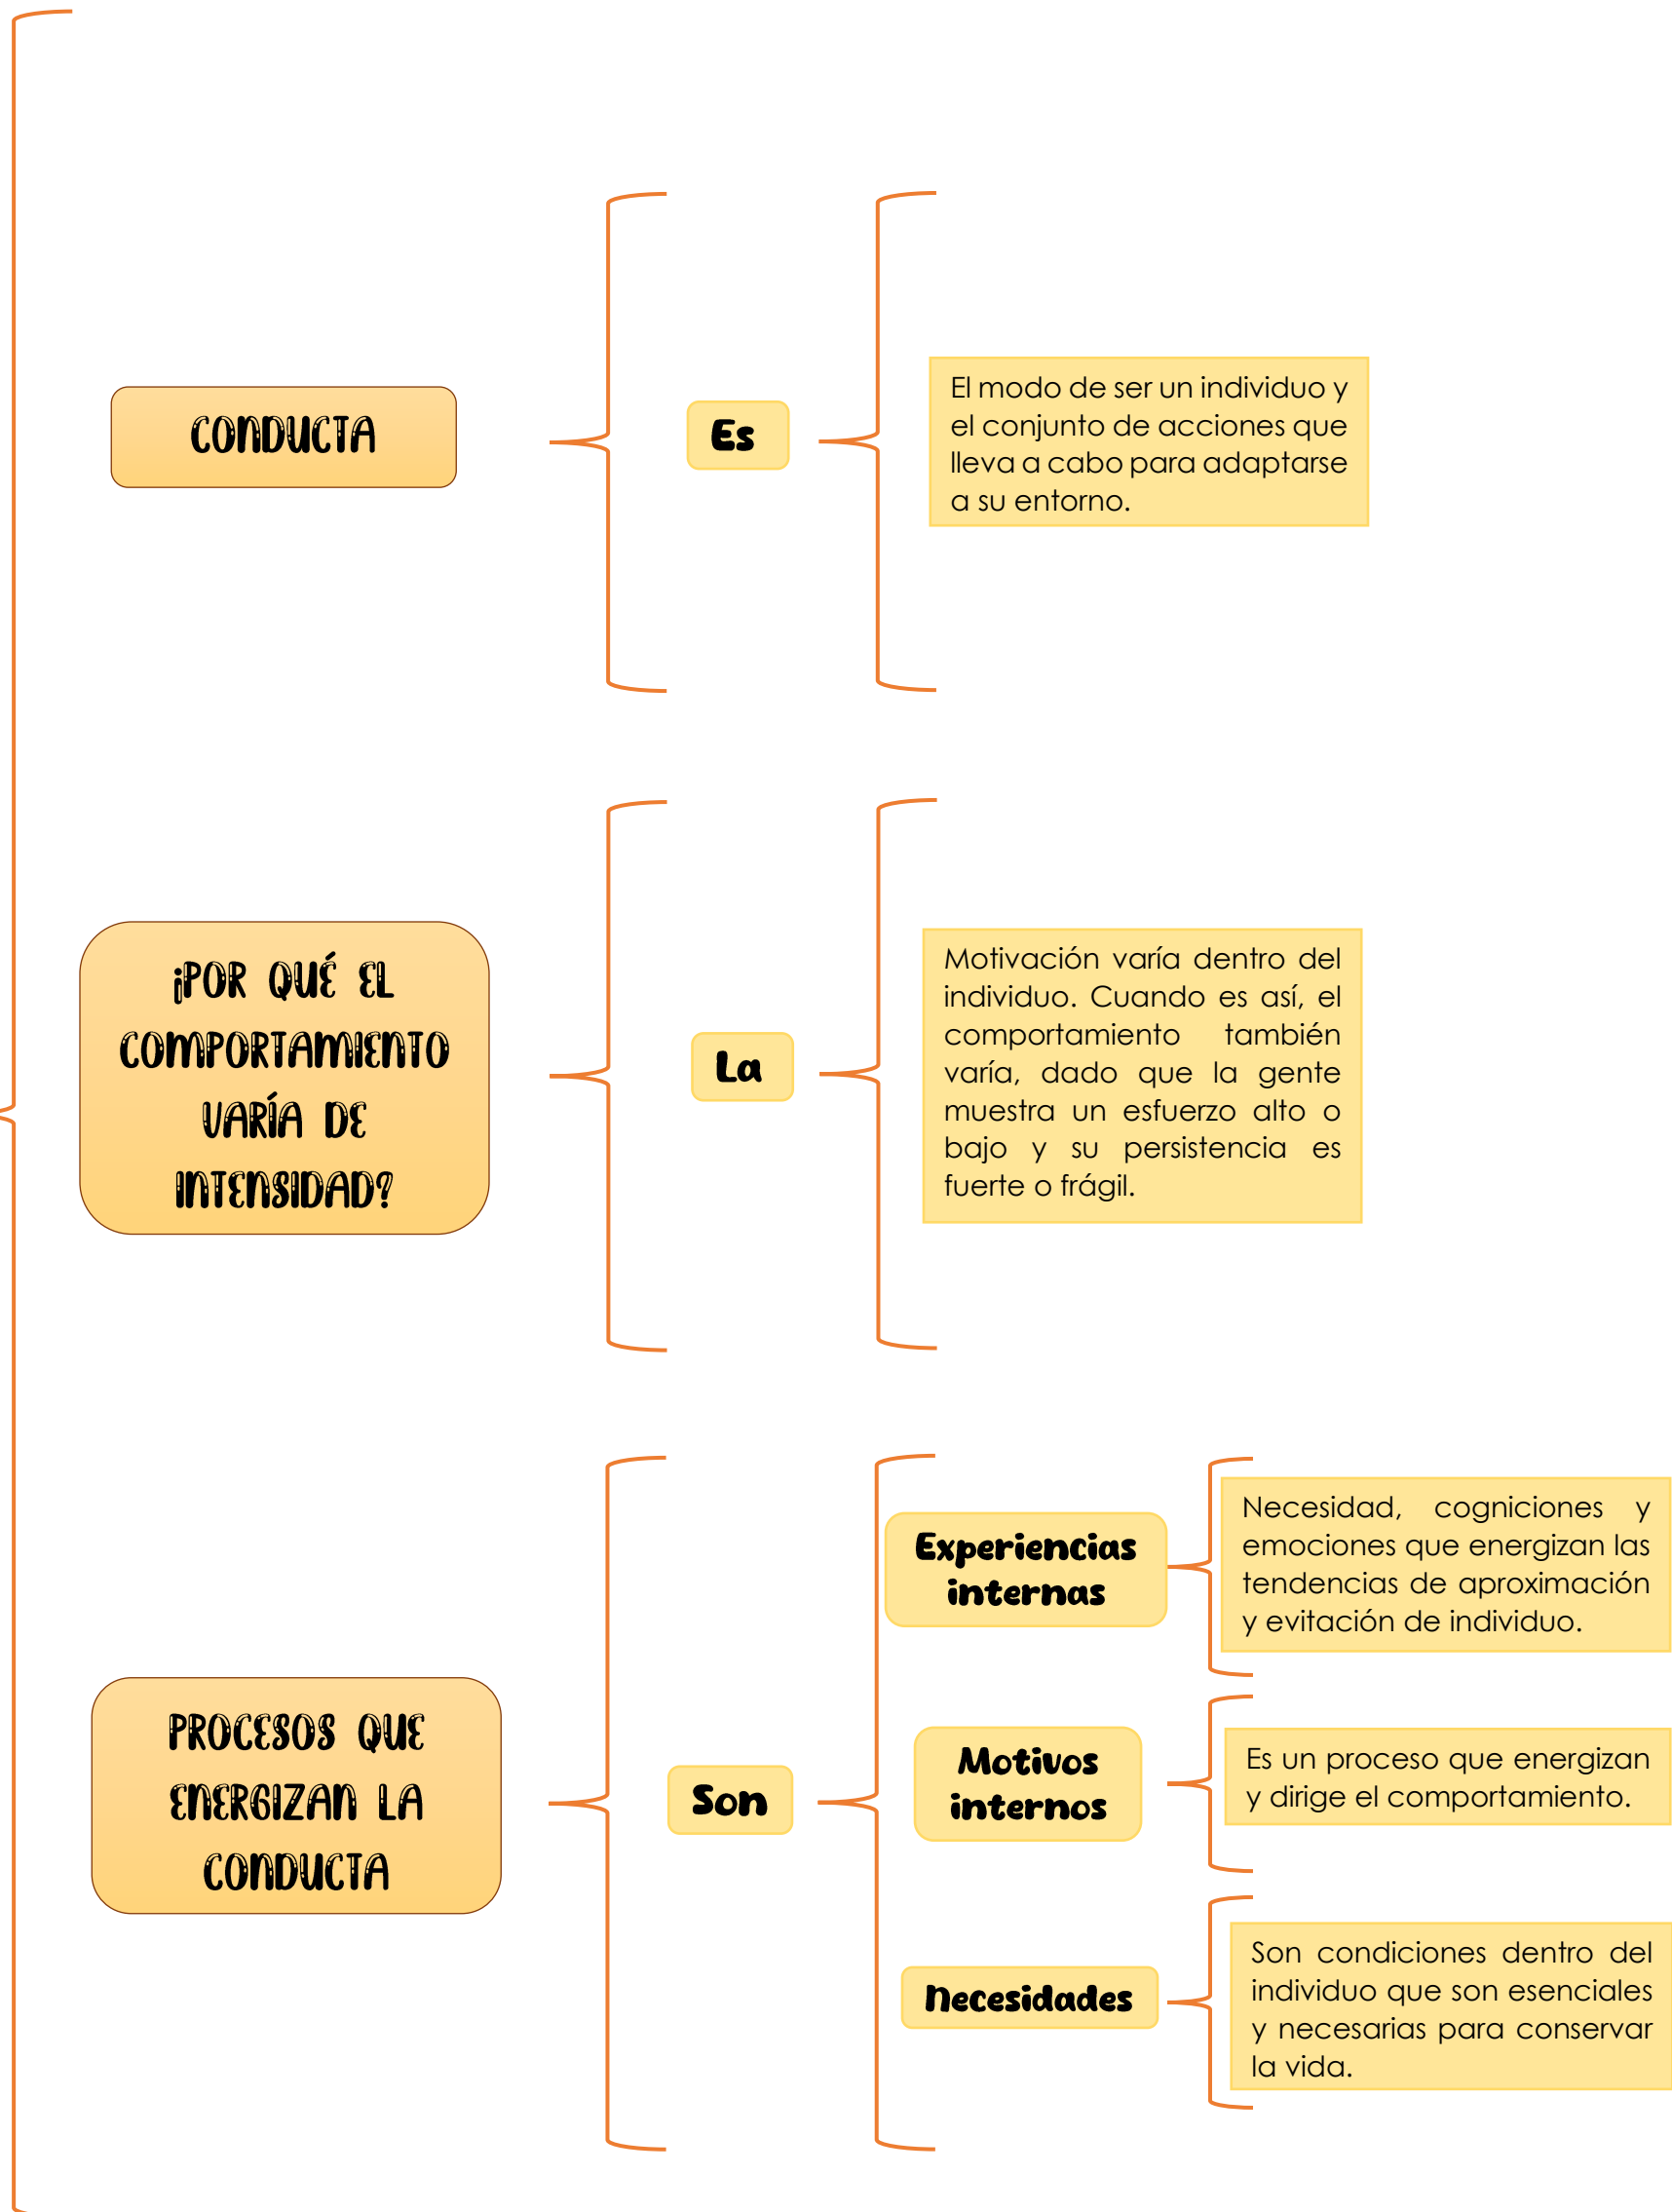 CONDUCTA
Es
El modo de ser un individuo y
el conjunto de acciones que
lleva a cabo para adaptarse
a su entorno.
¡POR QUÉ EL
COMPORTAMIENTO
VARÍA DE
INTENSIDAD?
La
Motivación varía dentro del
individuo. Cuando es así, el
comportamiento también
varía, dado que la gente
muestra un esfuerzo alto o
bajo y su persistencia es
fuerte o frágil.
PROCESOS QUE
ENERGIZAN LA
CONDUCTA
Son
Experiencias
internas
Necesidad, cogniciones y
emociones que energizan las
tendencias de aproximación
y evitación de individuo.
Motivos
internos
Es un proceso que energizan
y dirige el comportamiento.
Necesidades
Son condiciones dentro del
individuo que son esenciales
y necesarias para conservar
la vida.